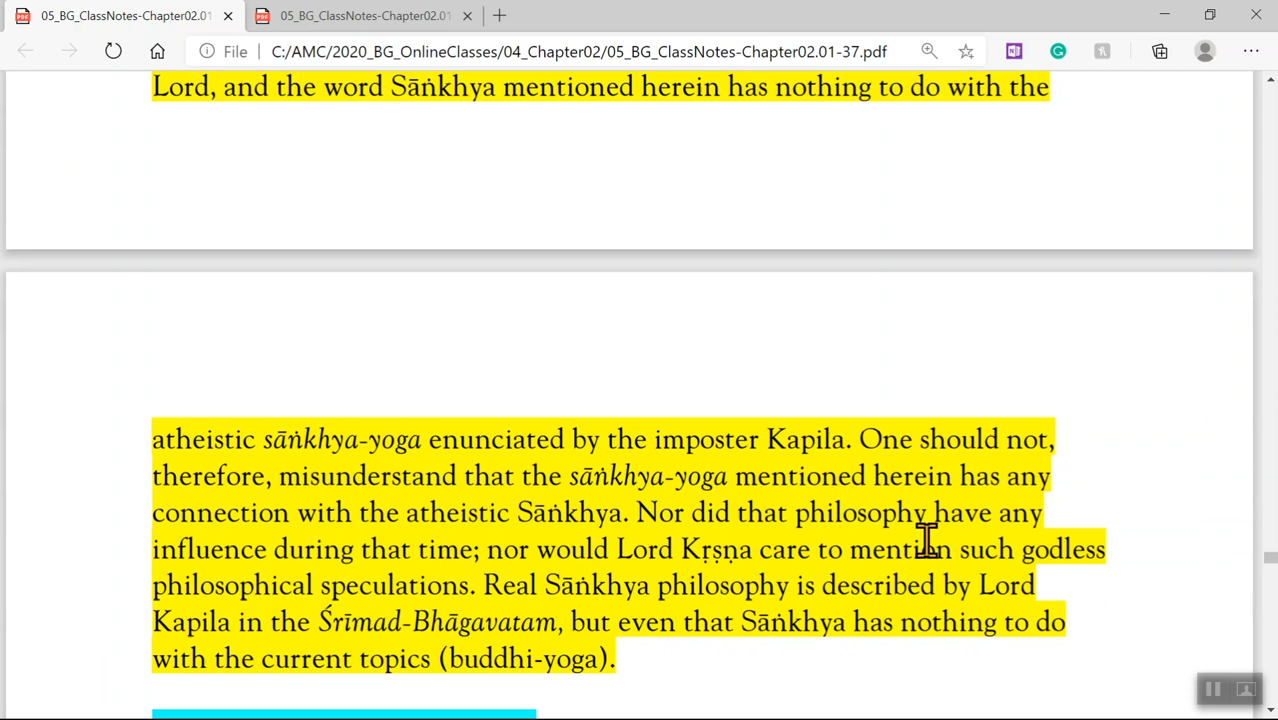 05_BG_ClassNotes-Chapter02.01
05_BG_ClassNotes-Chapter02.01
File C:/AMC/2020_BG_OnlineClasses/04_Chapter02/05_BG_ClassNotes-Chapter02.01-37.pdf
Lord, and the word Sāṅkhya mentioned herein has nothing to do with the
atheistic sāṅkhya-yoga enunciated by the imposter Kapila. One should not,
therefore, misunderstand that the sāṅkhya-yoga mentioned herein has any
connection with the atheistic Sāṅkhya. Nor did that philosophy have any
influence during that time; nor would Lord Kṛṣṇa care to mention such godless
philosophical speculations. Real Sāṅkhya philosophy is described by Lord
Kapila in the Śrīmad-Bhāgavatam, but even that Sāṅkhya has nothing to do
with the current topics (buddhi-yoga).